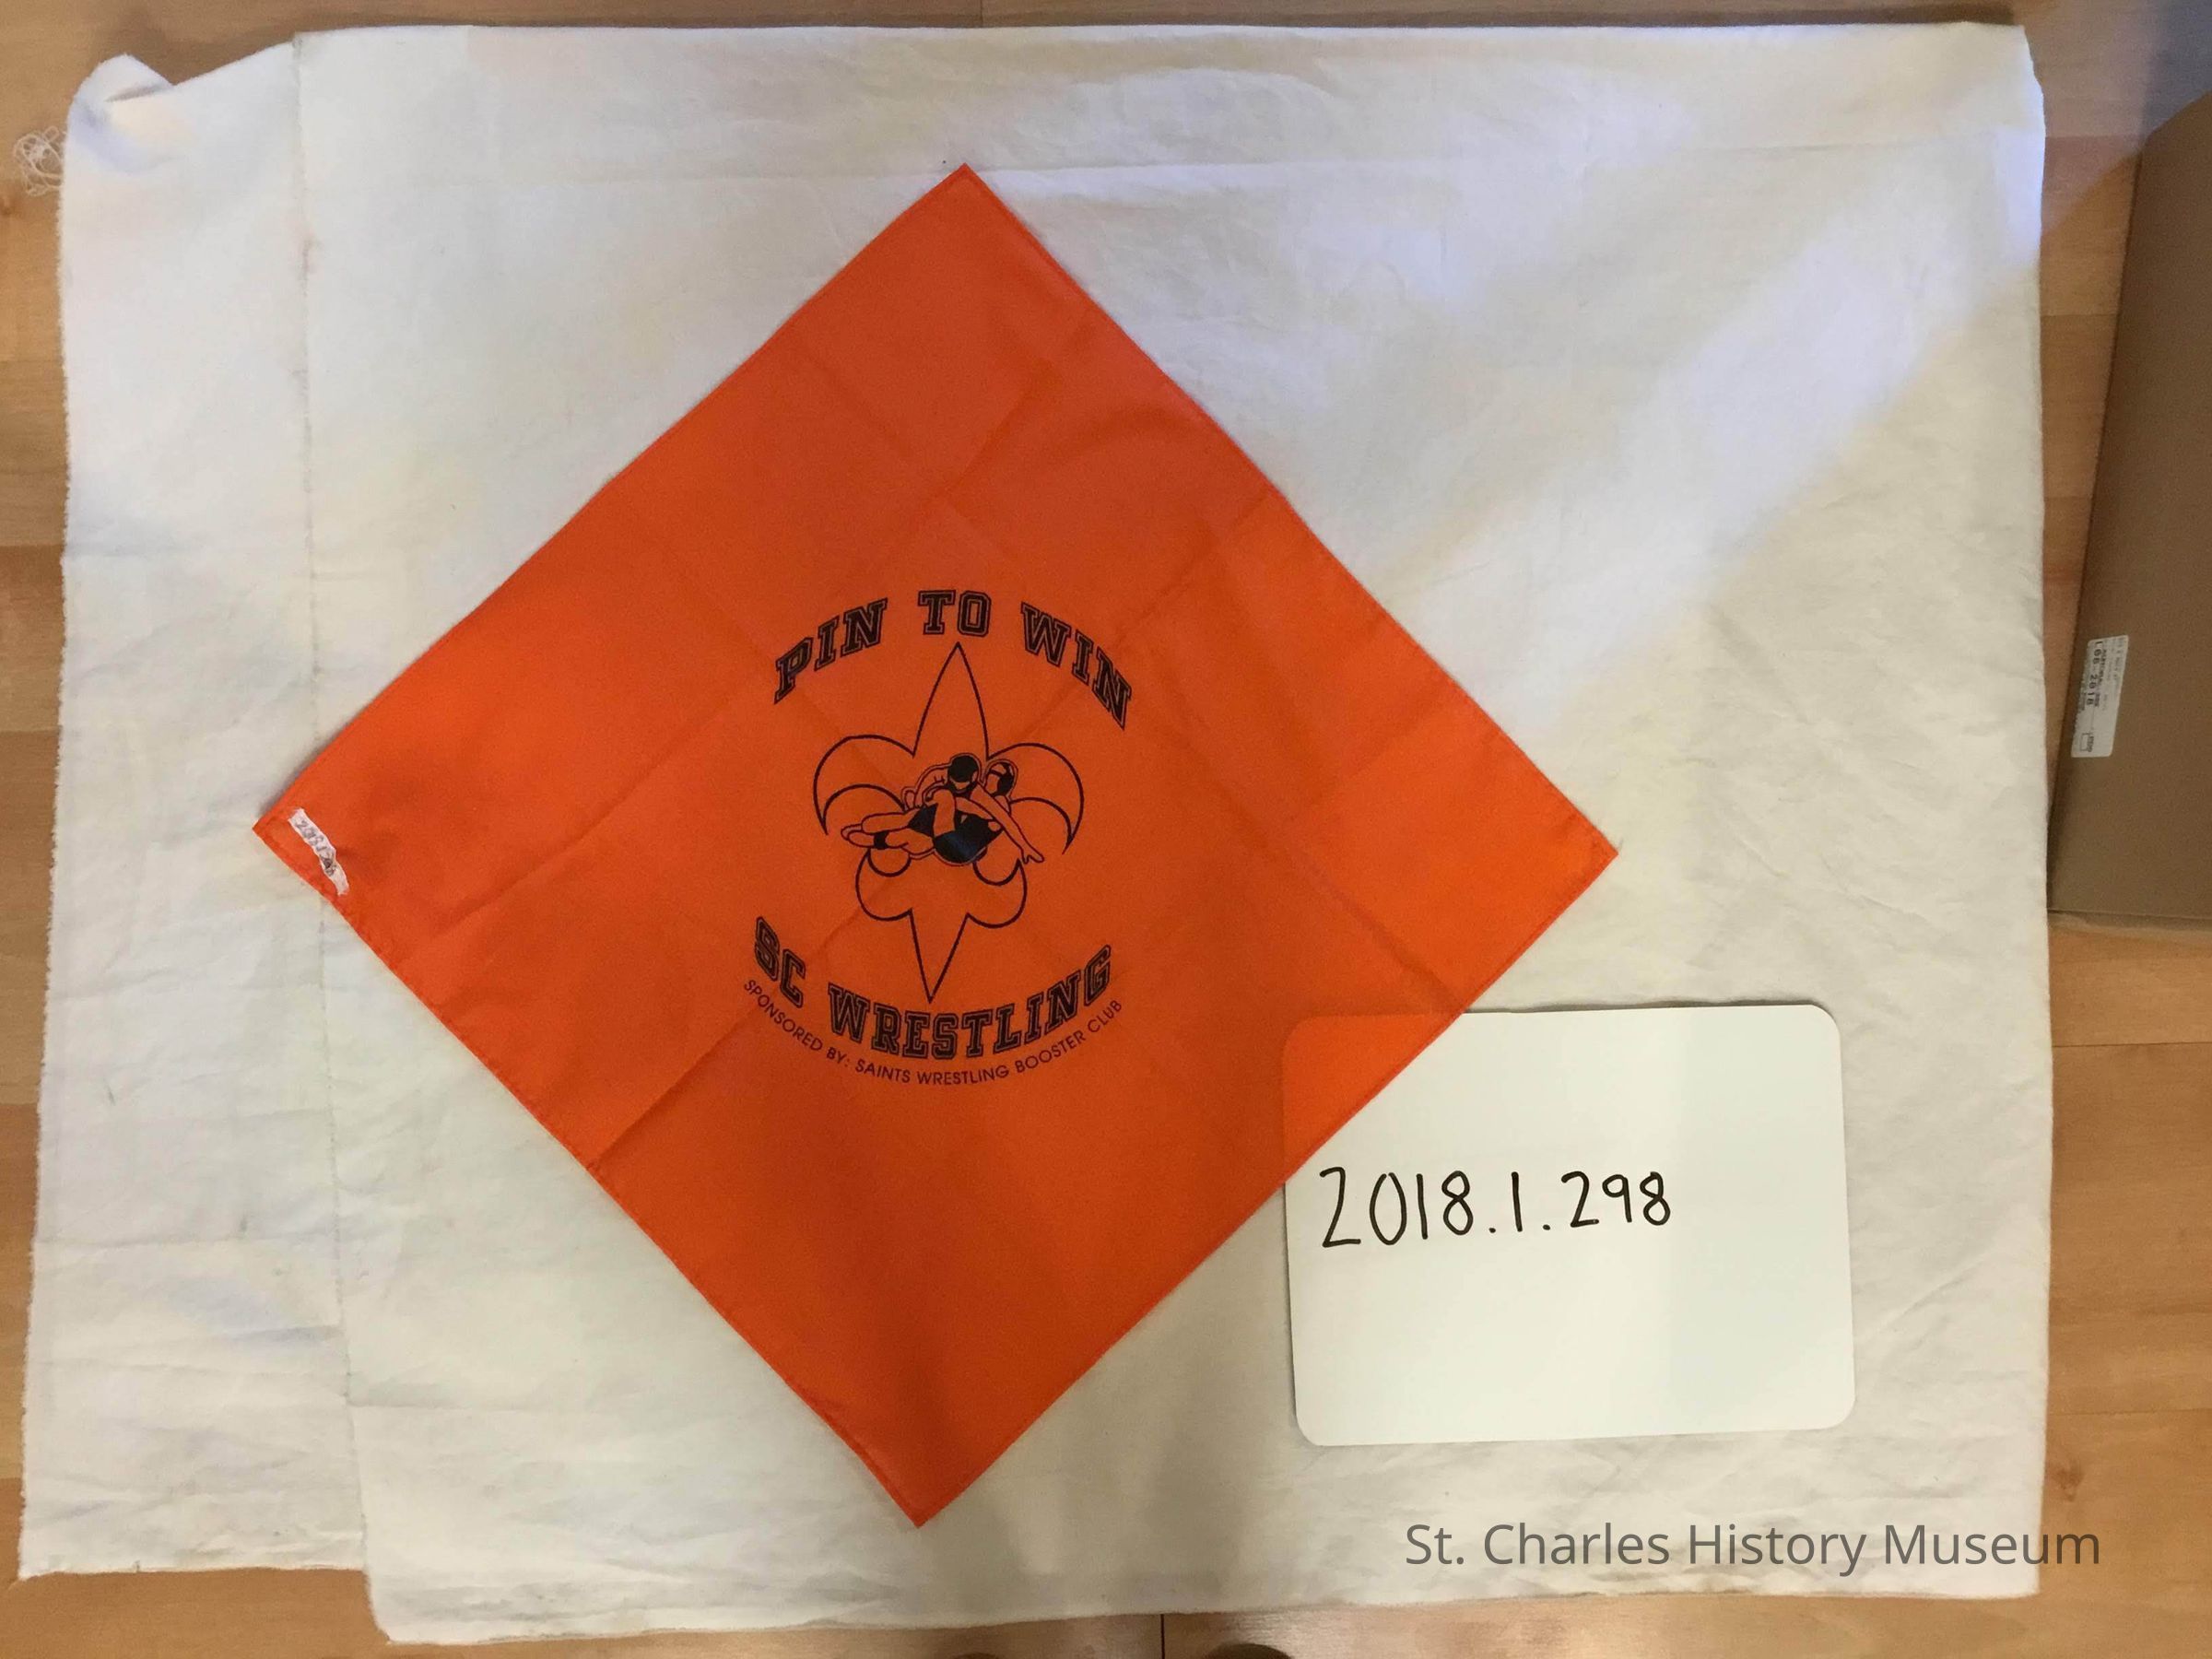 PIN TO WIN
SC WRESTLING
SPONSORED BY: SAINTS WRESTLING BOOSTER CLUB
2018.1.298
St. Charles History Museum